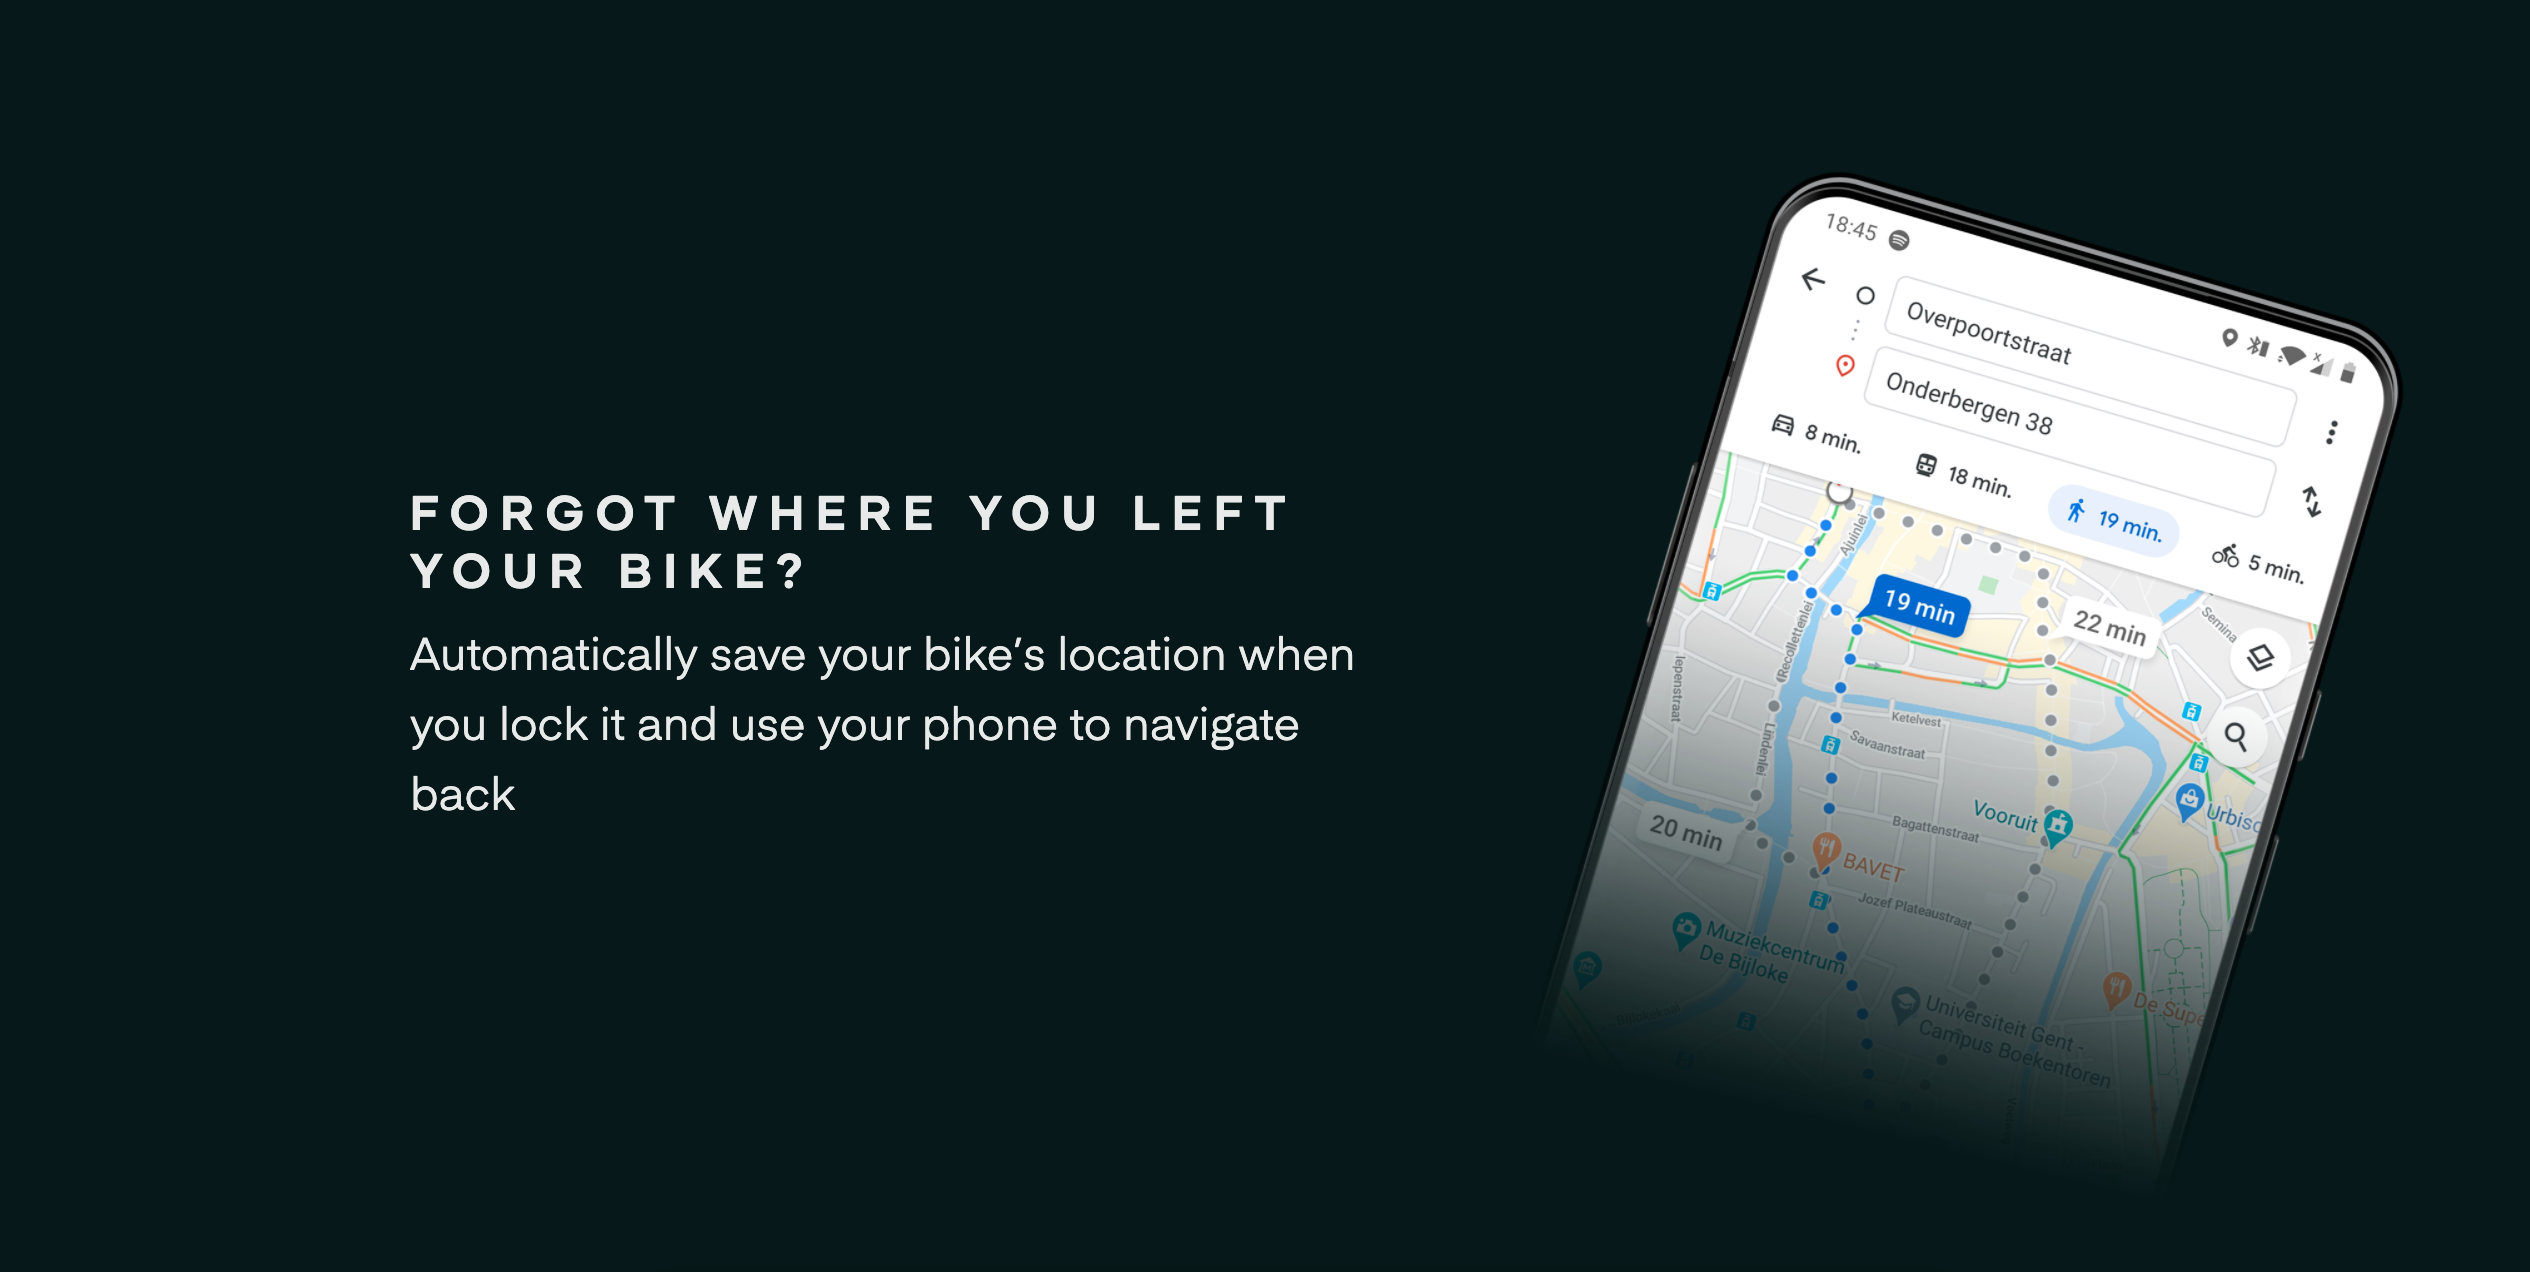 FORGOT WHERE YOU LEFT
YOUR BIKE?
Automatically save your bike’s location when
you lock it and use your phone to navigate
back
18:45
Overpoortstraat
Onderbergen 38
8 min.
18 min.
19 min.
5 min.
Ajuinlei
19 min
22 min
Semina
Recollettenlei
Iepenstraat
Ketelvest
Lindenlei
Savaanstraat
20 min
Bagattenstraat
Vooruit
Urbisc
BAVET
Jozef Plateaustraat
Muziekcentrum
De Bijloke
Bijlokekaai
De Supe
Universiteit Gent -
Campus Boekentoren